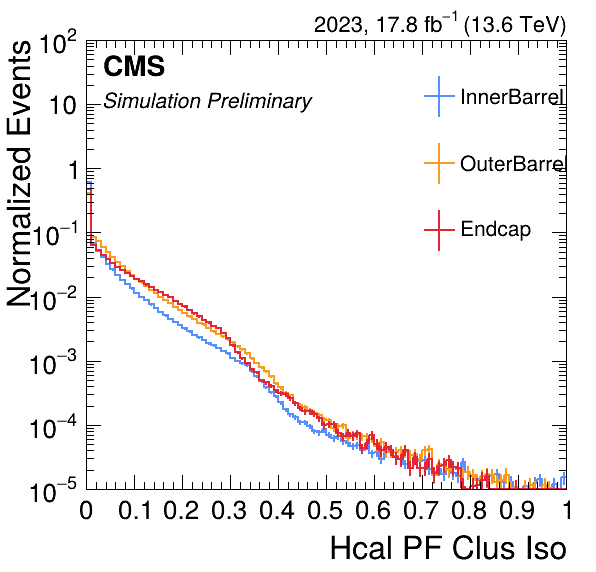 2023, 17.8 fb⁻¹ (13.6 TeV)
CMS
Simulation Preliminary
InnerBarrel
OuterBarrel
Endcap
Normalized Events
10²
10
1
10⁻¹
10⁻²
10⁻³
10⁻⁴
10⁻⁵
0 0.1 0.2 0.3 0.4 0.5 0.6 0.7 0.8 0.9 1
Hcal PF Clus Iso